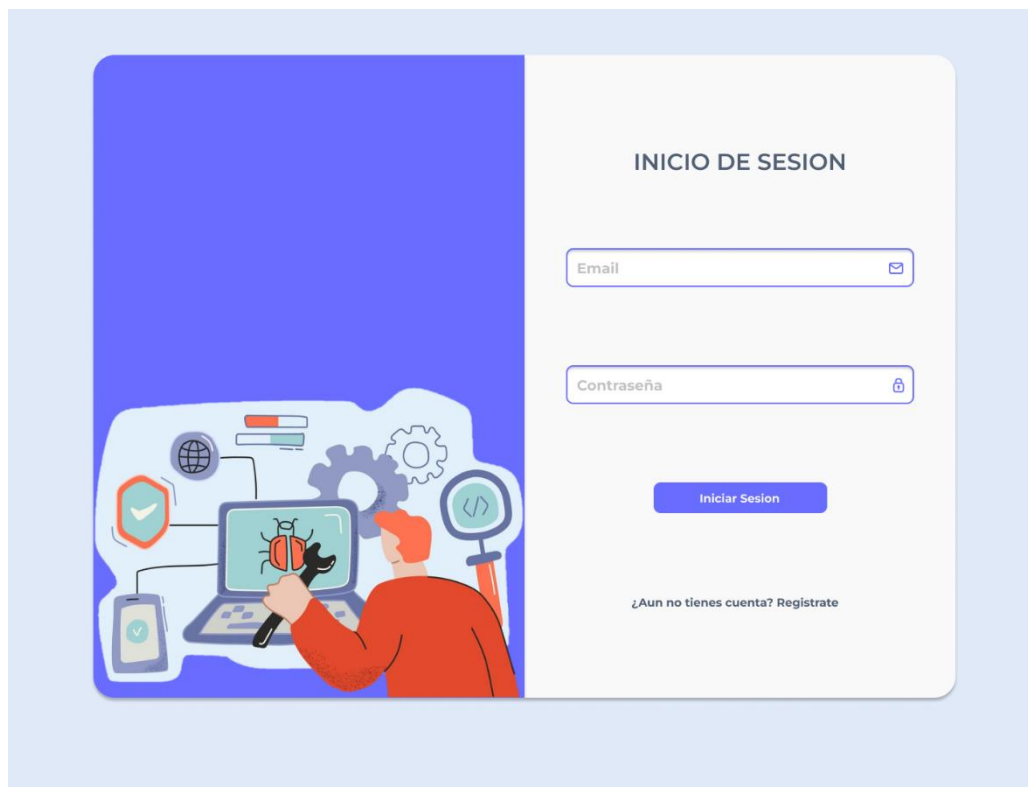 INICIO DE SESION
Email
Contraseña
Iniciar Sesion
¿Aun no tienes cuenta? Registrate
</>